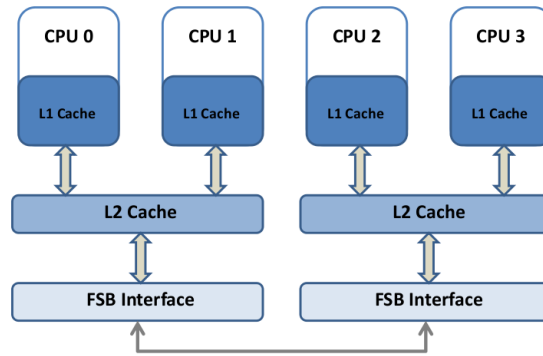 CPU 0
CPU 1
CPU 2
CPU 3
L1 Cache
L1 Cache
L1 Cache
L1 Cache
L2 Cache
L2 Cache
FSB Interface
FSB Interface